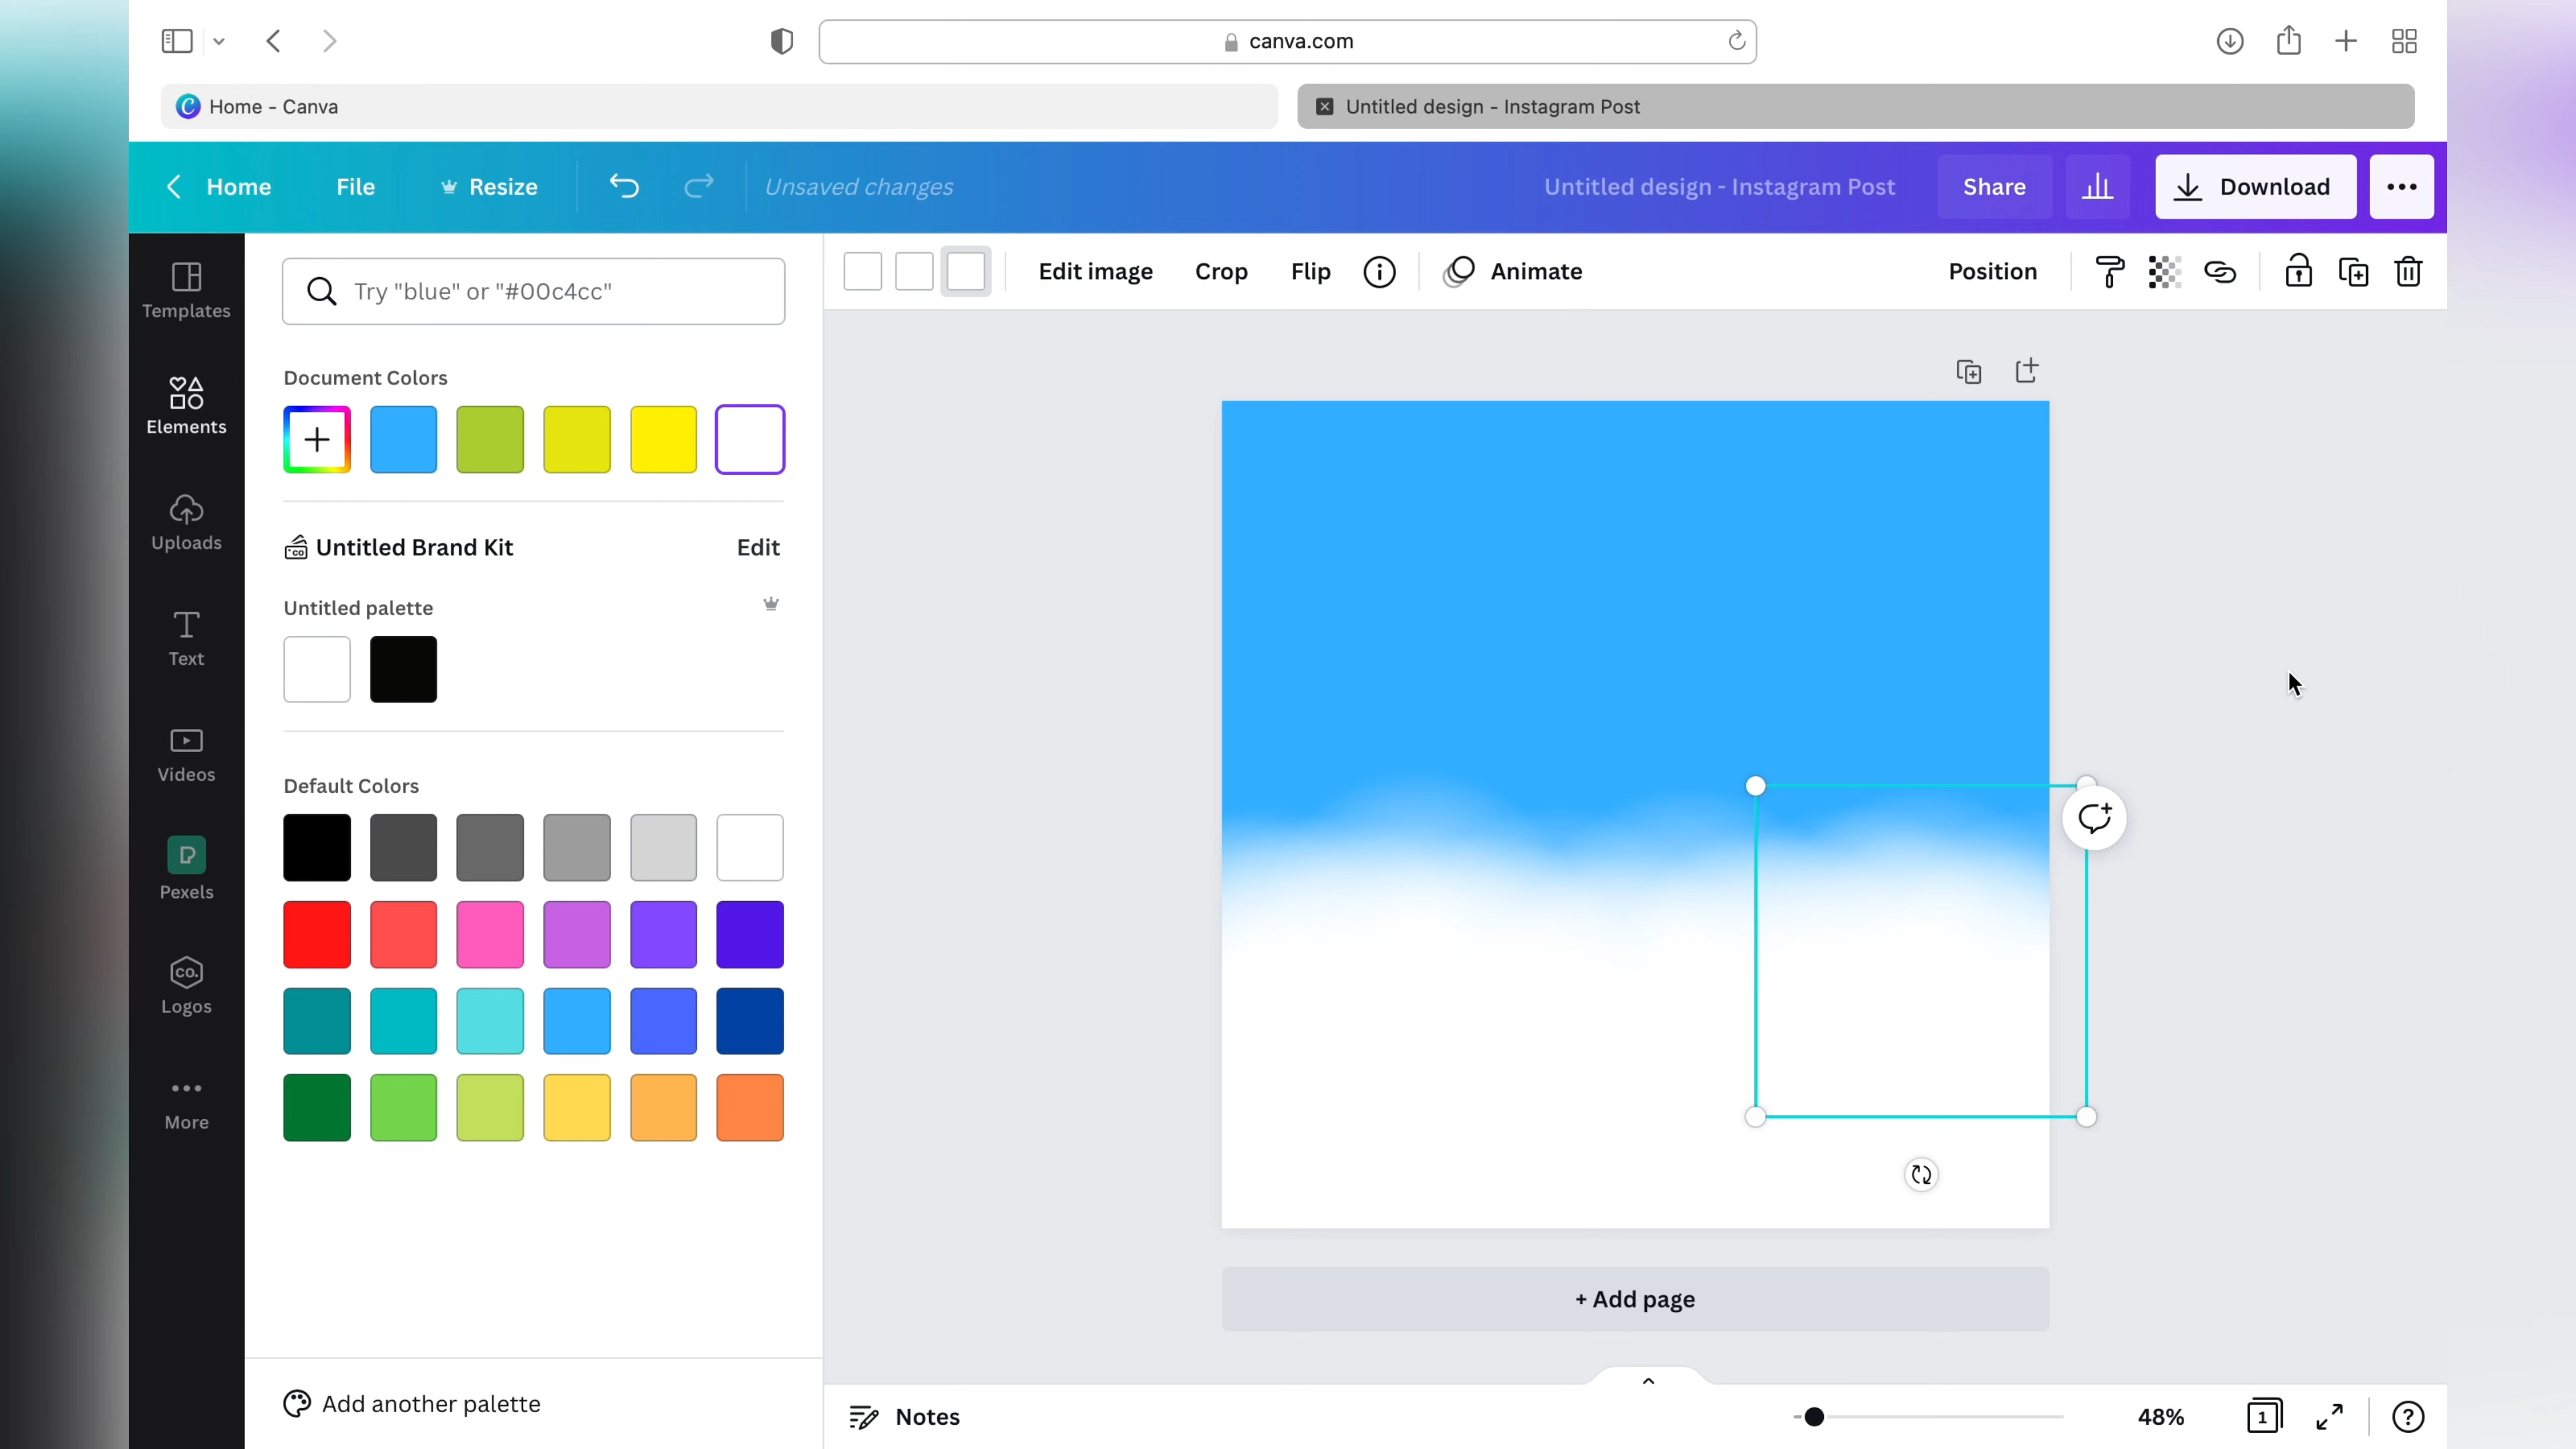 canva.com
Home - Canva
Untitled design - Instagram Post
Home
File
Resize
Unsaved changes
Untitled design - Instagram Post
Share
Download
Templates
Elements
Uploads
Text
Videos
Pexels
co.
Logos
More
Try "blue" or "#00c4cc"
Document Colors
co
Untitled Brand Kit
Edit
Untitled palette
Default Colors
Add another palette
Edit image
Crop
Flip
Animate
Position
+ Add page
Notes
48%
1
?